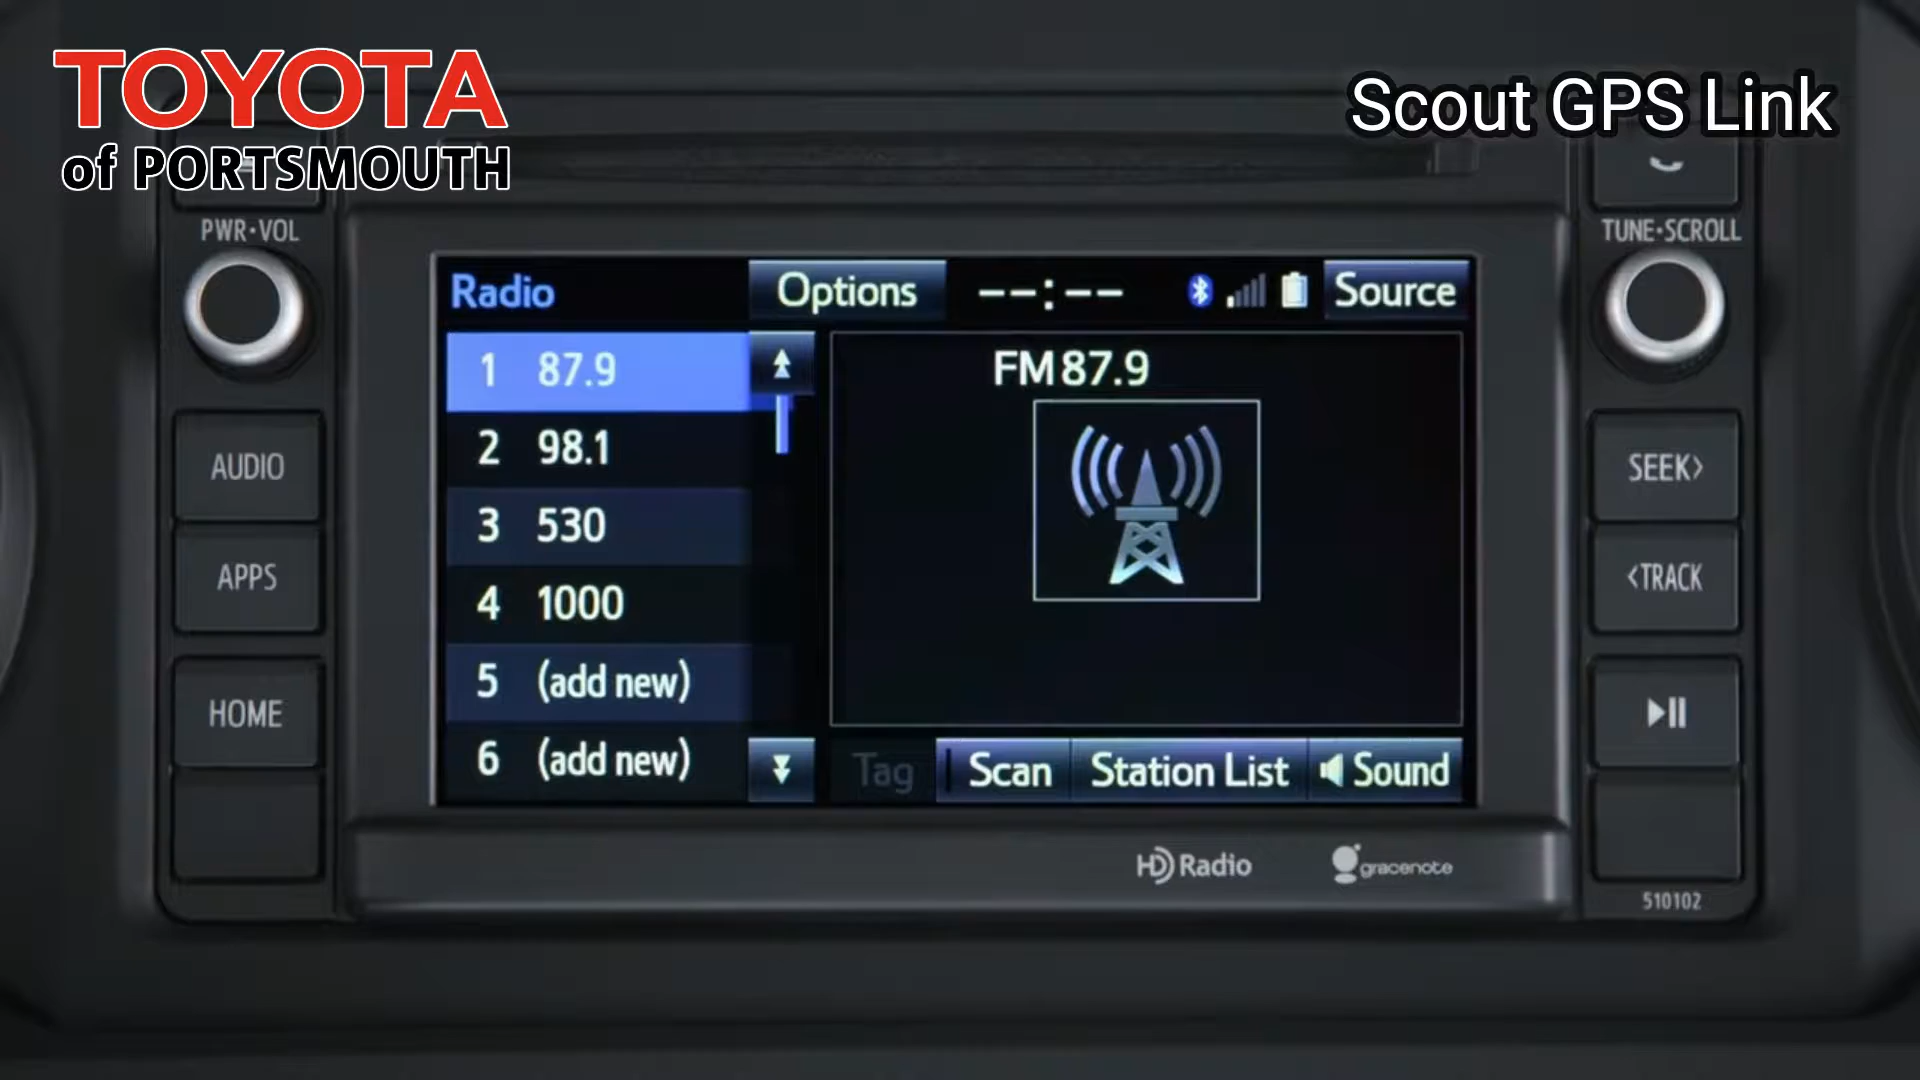 TOYOTA
of PORTSMOUTH
Scout GPS Link
PWR•VOL
TUNE•SCROLL
Radio
Options
--:--
Source
1 87.9
2 98.1
3 530
4 1000
5 (add new)
6 (add new)
FM87.9
Tag
Scan
Station List
Sound
AUDIO
APPS
HOME
SEEK>
<TRACK
HD Radio
gracenote
510102